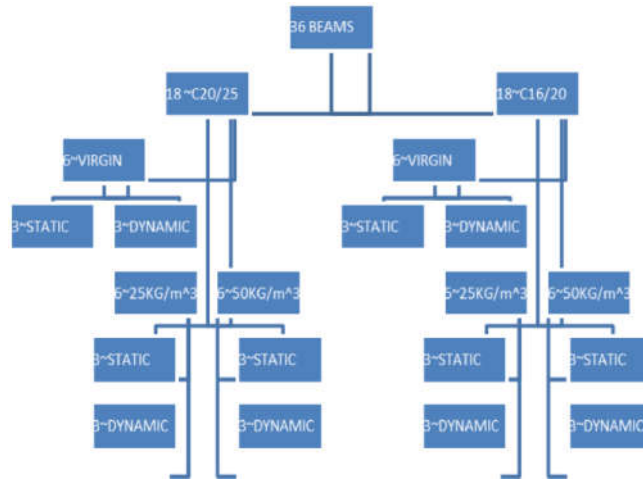 36 BEAMS
18 ~C20/25
18~C16/20
6~VIRGIN
6~VIRGIN
3~STATIC
3~DYNAMIC
3~STATIC
3~DYNAMIC
6~25KG/m^3
6~50KG/m^3
6~25KG/m^3
6~50KG/m^3
3~STATIC
3~STATIC
3~STATIC
3~STATIC
3~DYNAMIC
3~DYNAMIC
3~DYNAMIC
3~DYNAMIC